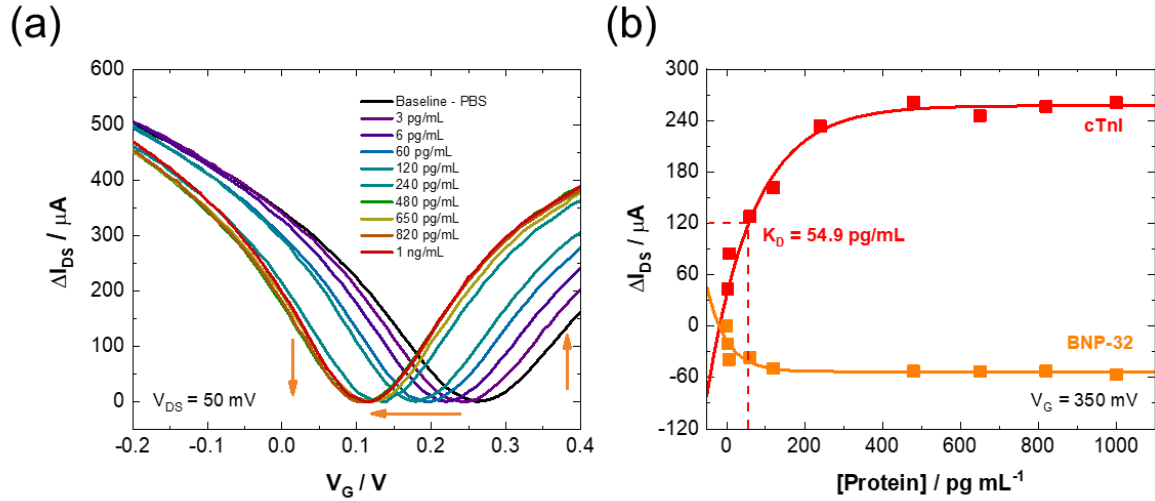 (a)
600
500
400
300
200
100
0
ΔI_DS / µA
Baseline - PBS
3 pg/mL
6 pg/mL
60 pg/mL
120 pg/mL
240 pg/mL
480 pg/mL
650 pg/mL
820 pg/mL
1 ng/mL
V_DS = 50 mV
-0.2 -0.1 0.0 0.1 0.2 0.3 0.4
V_G / V
(b)
300
240
180
120
60
0
-60
-120
ΔI_DS / µA
cTnI
K_D = 54.9 pg/mL
BNP-32
V_G = 350 mV
0 200 400 600 800 1000
[Protein] / pg mL⁻¹